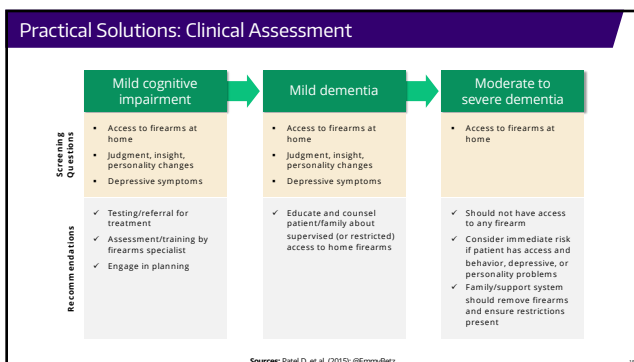 Practical Solutions: Clinical Assessment
Mild cognitive
impairment
Mild dementia
Moderate to
severe dementia
Screening
Questions
▪ Access to firearms at
home
▪ Judgment, insight,
personality changes
▪ Depressive symptoms
▪ Access to firearms at
home
▪ Judgment, insight,
personality changes
▪ Depressive symptoms
▪ Access to firearms at
home
Recommendations
✓ Testing/referral for
treatment
✓ Assessment/training by
firearms specialist
✓ Engage in planning
✓ Educate and counsel
patient/family about
supervised (or restricted)
access to home firearms
✓ Should not have access
to any firearm
✓ Consider immediate risk
if patient has access and
behavior, depressive, or
personality problems
✓ Family/support system
should remove firearms
and ensure restrictions
present
Sources: Patel D, et al. (2015); @EmmyBetz